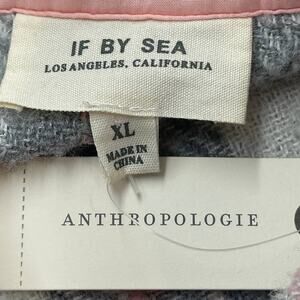 IF BY SEA
LOS ANGELES, CALIFORNIA
XL
MADE IN
CHINA
ANTHROPOLOGIE